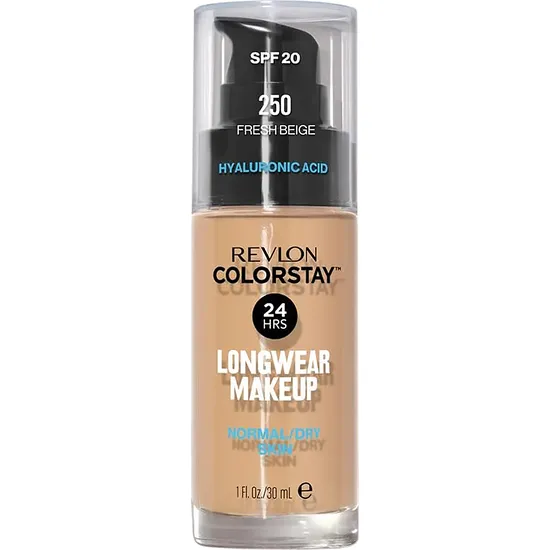 SPF 20
250
FRESH BEIGE
HYALURONIC ACID
REVLON
COLORSTAY™
24
HRS
LONGWEAR
MAKEUP
NORMAL/DRY
SKIN
1 Fl. Oz./30 mL ℮